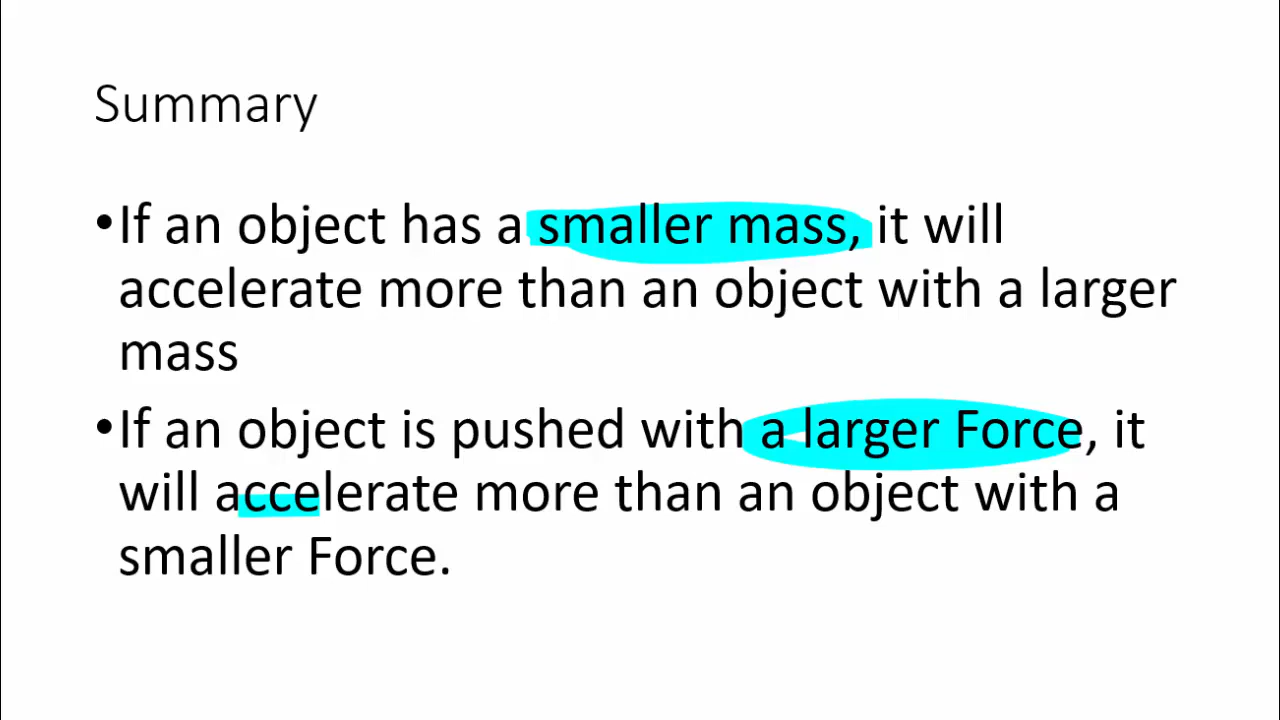 Summary
•If an object has a smaller mass, it will
accelerate more than an object with a larger
mass
•If an object is pushed with a larger Force, it
will accelerate more than an object with a
smaller Force.